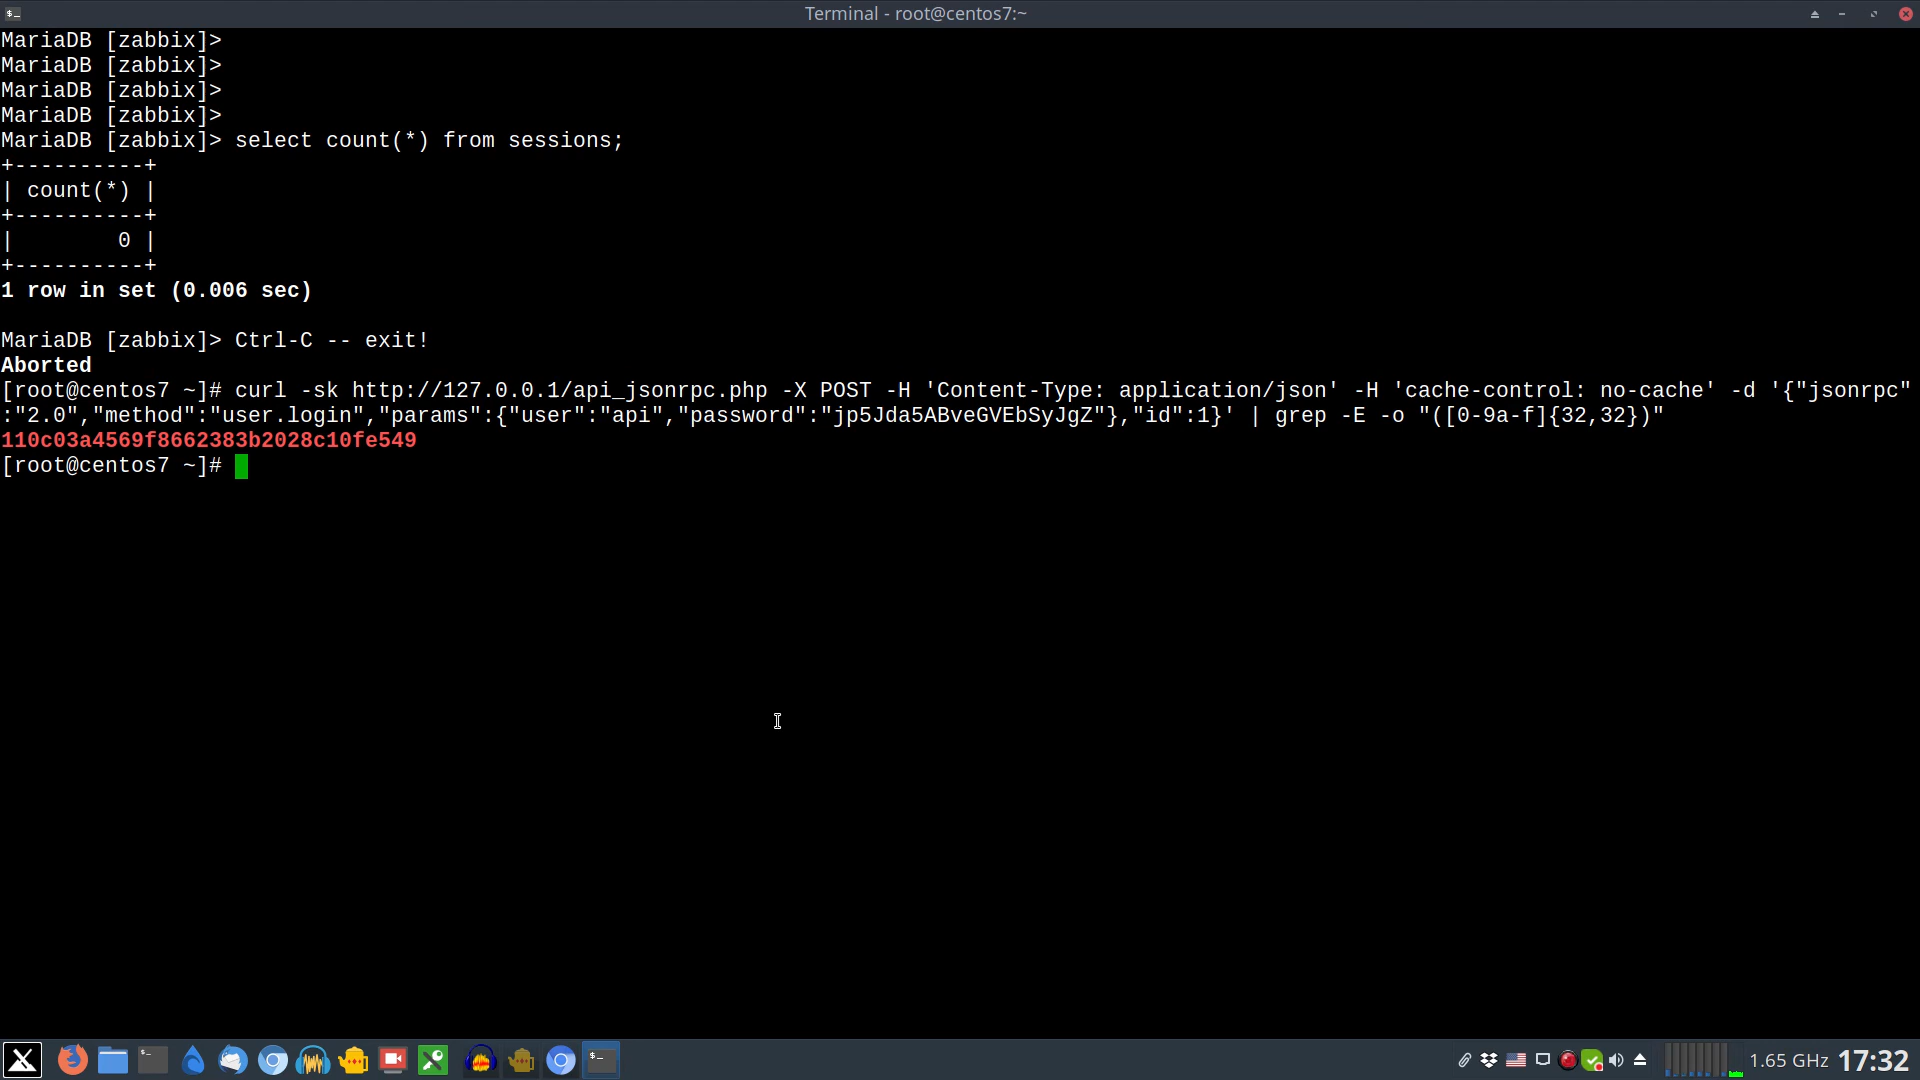 Terminal - root@centos7:~
MariaDB [zabbix]>
MariaDB [zabbix]>
MariaDB [zabbix]>
MariaDB [zabbix]>
MariaDB [zabbix]> select count(*) from sessions;
+----------+
| count(*) |
+----------+
|        0 |
+----------+
1 row in set (0.006 sec)
MariaDB [zabbix]> Ctrl-C -- exit!
Aborted
[root@centos7 ~]# curl -sk http://127.0.0.1/api_jsonrpc.php -X POST -H 'Content-Type: application/json' -H 'cache-control: no-cache' -d '{"jsonrpc"
:"2.0","method":"user.login","params":{"user":"api","password":"jp5Jda5ABveGVEbSyJgZ"},"id":1}' | grep -E -o "([0-9a-f]{32,32})"
110c03a4569f8662383b2028c10fe549
[root@centos7 ~]#
1.65 GHz 17:32